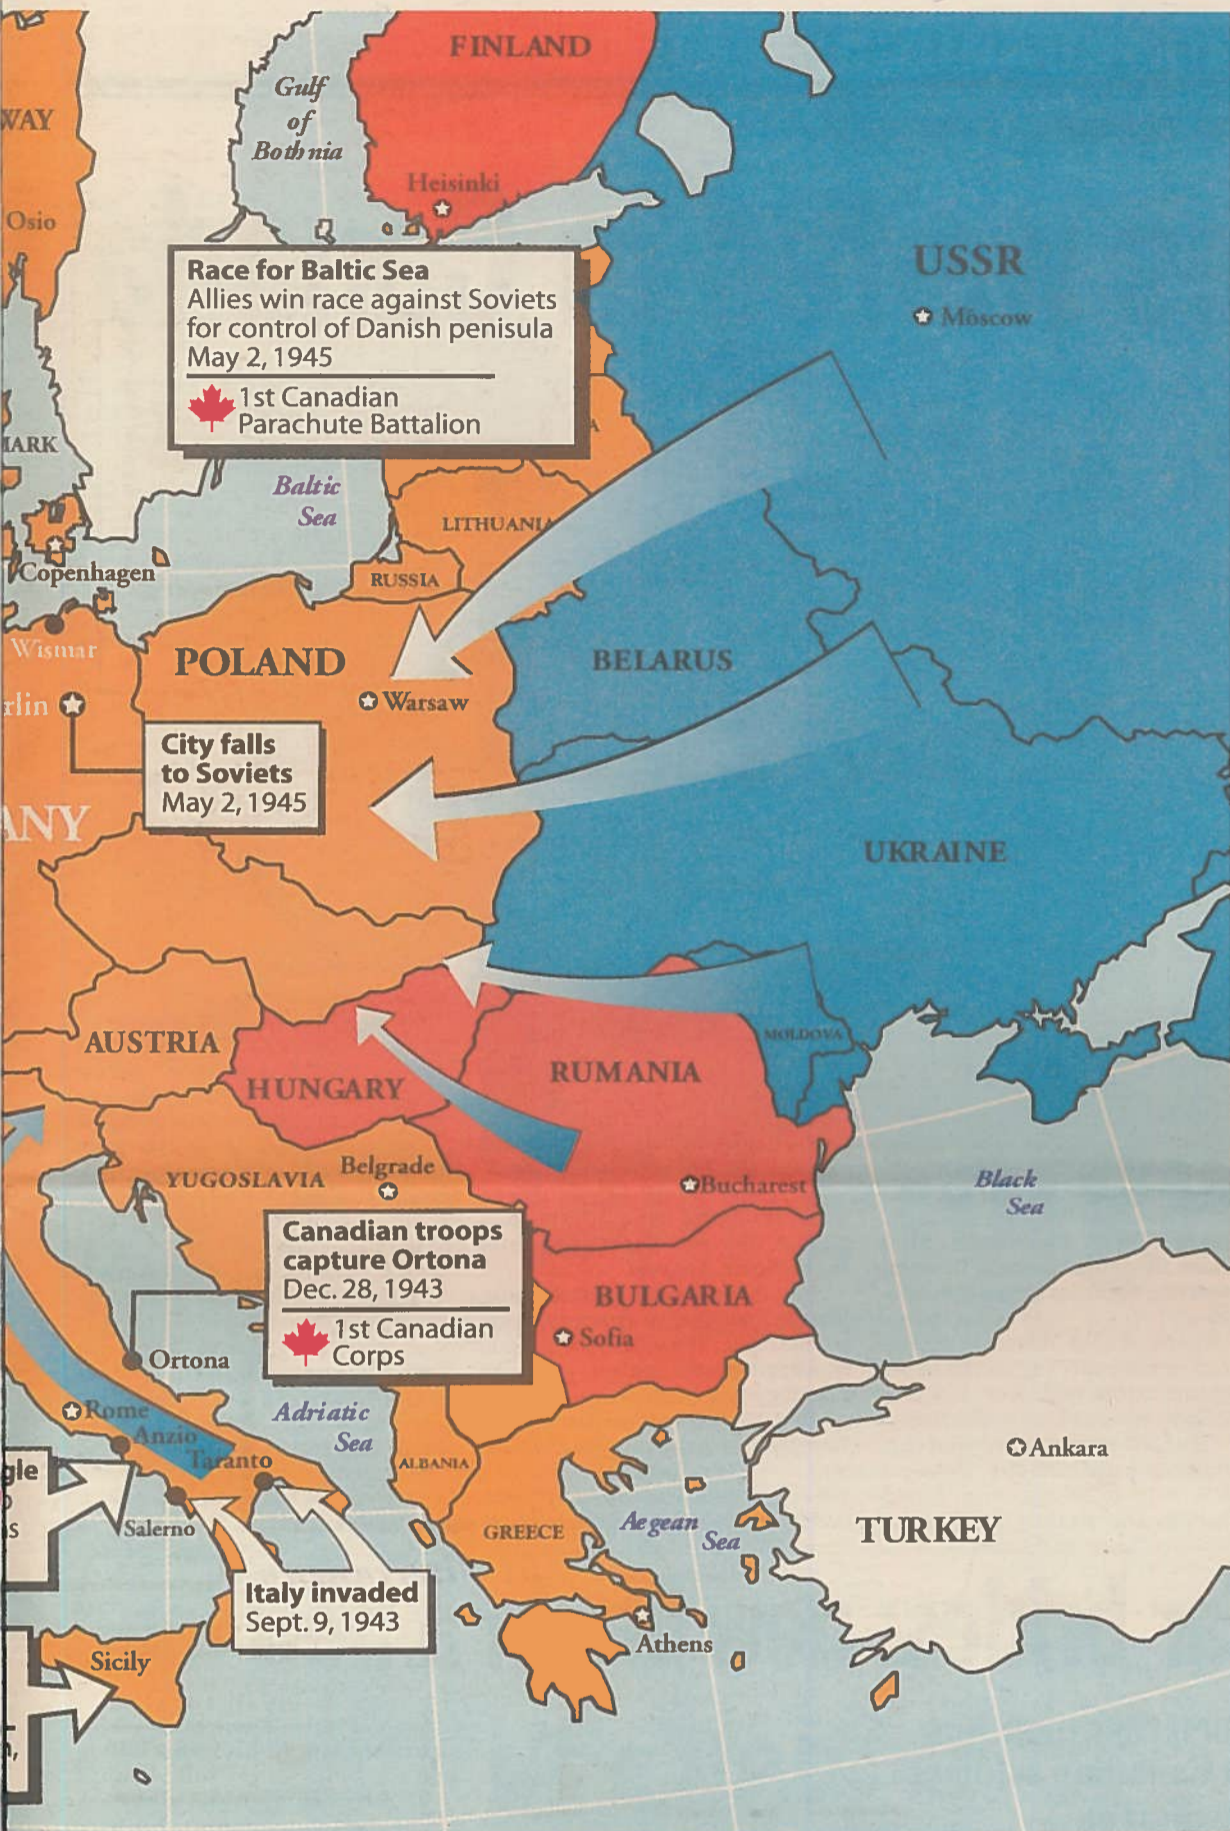 FINLAND
Gulf
of
Bothnia
WAY
Heisinki
Osio
USSR
Moscow
Race for Baltic Sea
Allies win race against Soviets
for control of Danish penisula
May 2, 1945
1st Canadian
Parachute Battalion
A
MARK
Baltic
Sea
LITHUANIA
Copenhagen
RUSSIA
Wismar
POLAND
BELARUS
rlin
Warsaw
City falls
to Soviets
May 2, 1945
ANY
UKRAINE
AUSTRIA
MOLDOVA
HUNGARY
RUMANIA
YUGOSLAVIA
Belgrade
Bucharest
Black
Sea
Canadian troops
capture Ortona
Dec. 28, 1943
1st Canadian
Corps
BULGARIA
Sofia
Ortona
Rome
Adriatic
Sea
Anzio
Taranto
Ankara
gle
ALBANIA
s
Salerno
GREECE
Aegean
Sea
TURKEY
Italy invaded
Sept. 9, 1943
Athens
Sicily